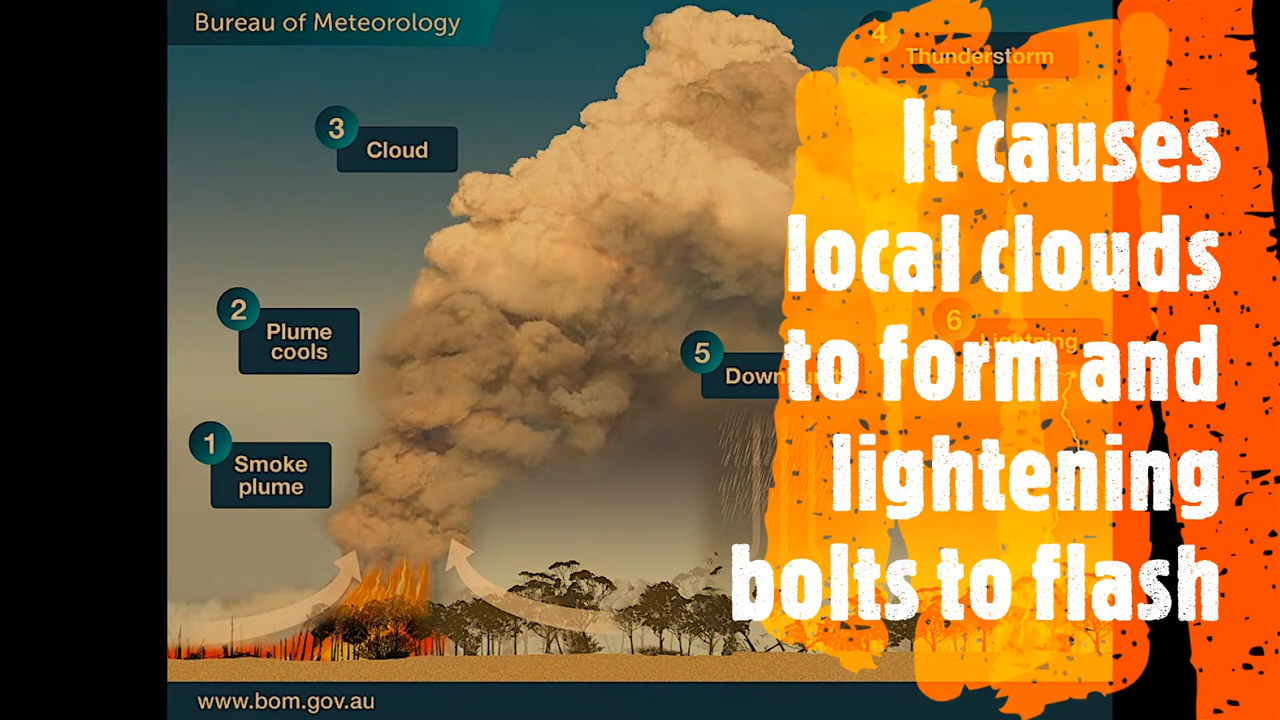 Bureau of Meteorology
4
Thunderstorm
3
Cloud
2
Plume
cools
1
Smoke
plume
5
6
Lightning
It causes
local clouds
to form and
lightening
bolts to flash
www.bom.gov.au